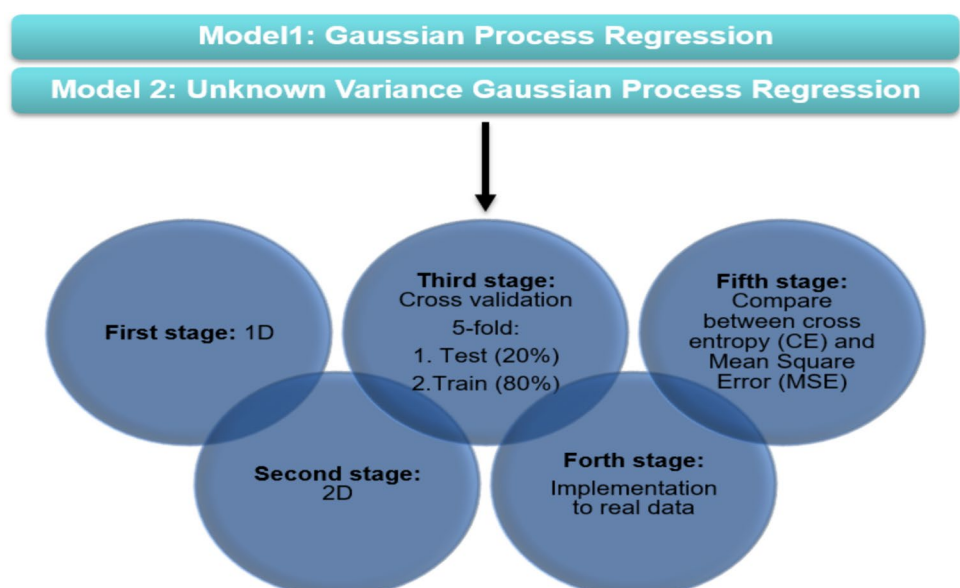 Model1: Gaussian Process Regression
Model 2: Unknown Variance Gaussian Process Regression
First stage: 1D
Second stage:
2D
Third stage:
Cross validation
5-fold:
1. Test (20%)
2.Train (80%)
Forth stage:
Implementation
to real data
Fifth stage:
Compare
between cross
entropy (CE) and
Mean Square
Error (MSE)